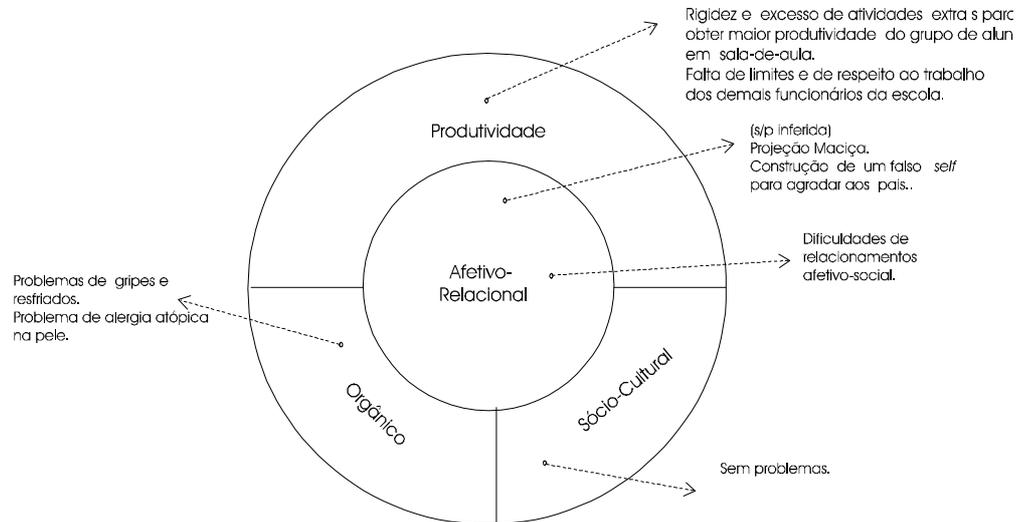 Rigidez e excesso de atividades extra s para
obter maior produtividade do grupo de alun
em sala-de-aula.
Falta de limites e de respeito ao trabalho
dos demais funcionários da escola.
Produtividade
(s/p inferida)
Projeção Maciça.
Construção de um falso self
para agradar aos pais..
Afetivo-
Relacional
Dificuldades de
relacionamentos
afetivo-social.
Problemas de gripes e
resfriados.
Problema de alergia atópica
na pele.
Orgânico
Sócio-Cultural
Sem problemas.